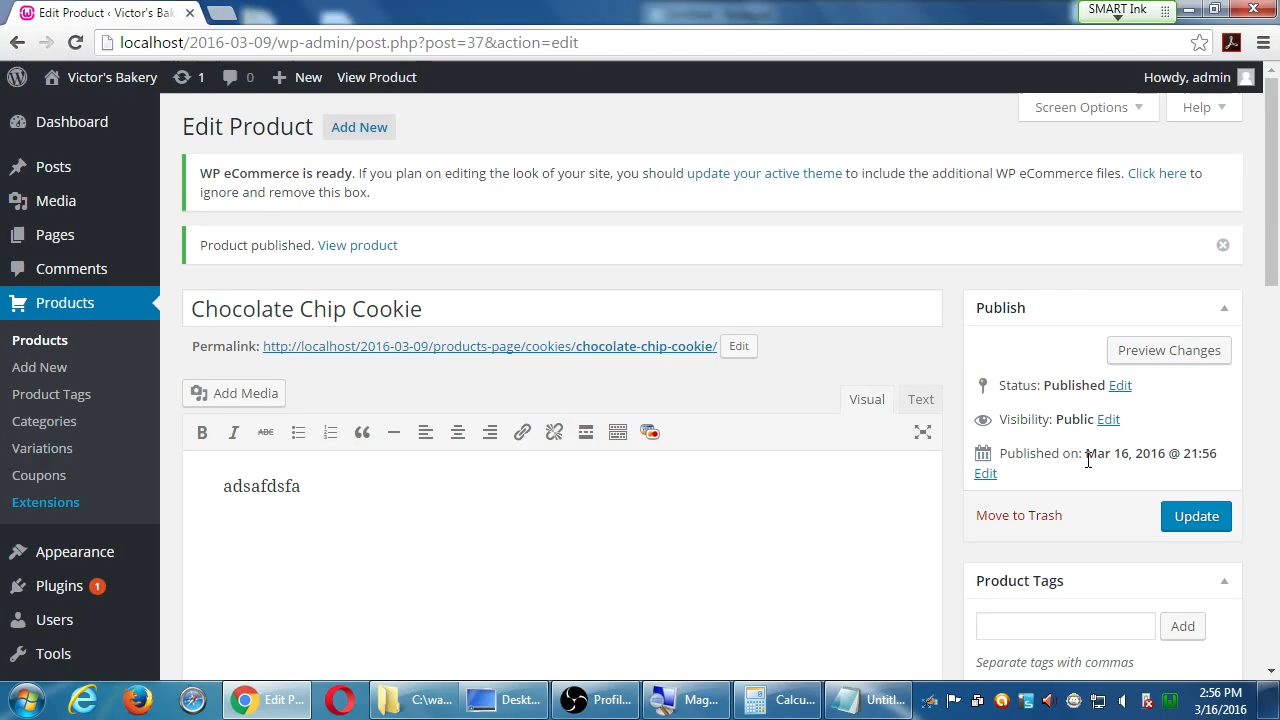 Edit Product ‹ Victor's Bak
SMART Ink
localhost/2016-03-09/wp-admin/post.php?post=37&action=edit
Victor's Bakery 1 0 New View Product Howdy, admin
Screen Options Help
Edit Product Add New
WP eCommerce is ready. If you plan on editing the look of your site, you should update your active theme to include the additional WP eCommerce files. Click here to
ignore and remove this box.
Product published. View product
Dashboard
Posts
Media
Pages
Comments
Products
Products
Add New
Product Tags
Categories
Variations
Coupons
Extensions
Appearance
Plugins 1
Users
Tools
Chocolate Chip Cookie
Permalink: http://localhost/2016-03-09/products-page/cookies/chocolate-chip-cookie/ Edit
Add Media
Visual Text
B I ABC
adsafdsfa
Publish
Preview Changes
Status: Published Edit
Visibility: Public Edit
Published on: Mar 16, 2016 @ 21:56
Edit
Move to Trash Update
Product Tags
Add
Separate tags with commas
Edit P... C:\wa... Deskt... Profil... Mag... Calcu... Untitl...
2:56 PM
3/16/2016